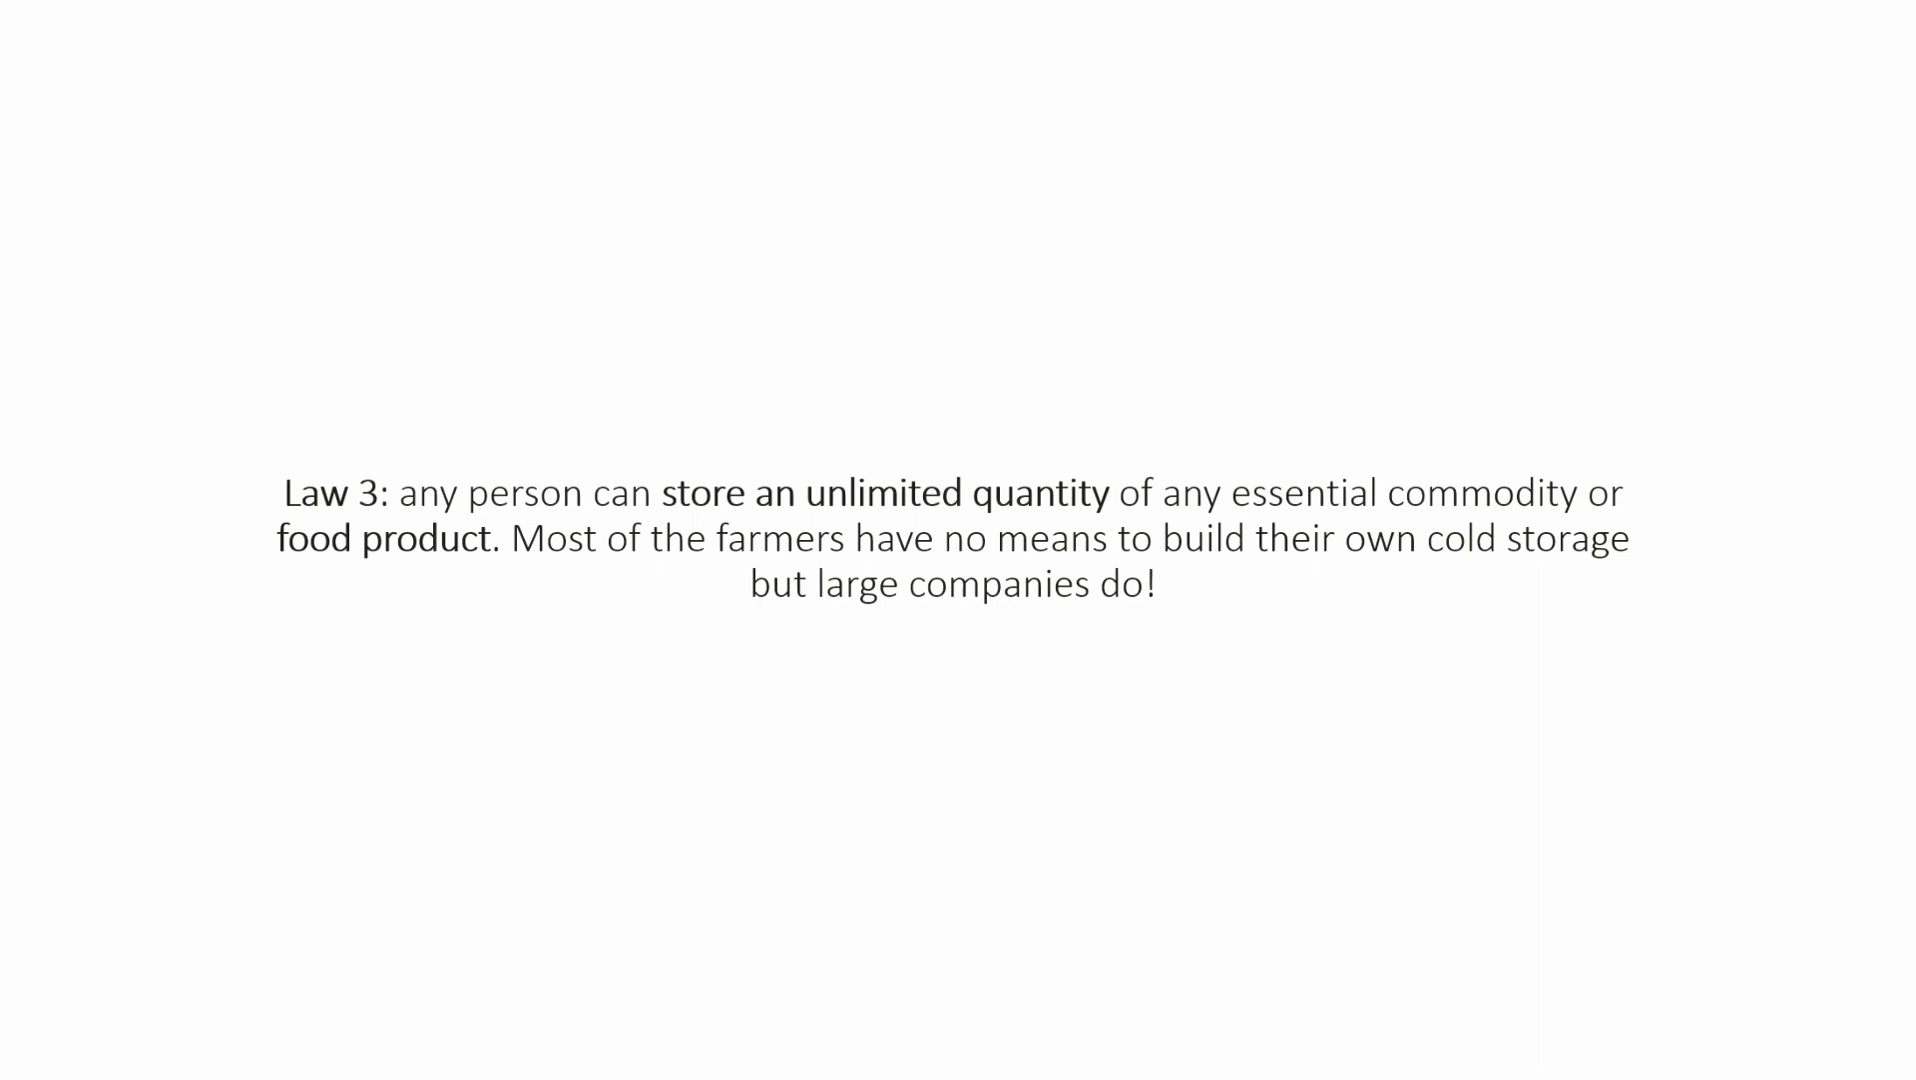 Law 3: any person can store an unlimited quantity of any essential commodity or
food product. Most of the farmers have no means to build their own cold storage
but large companies do!